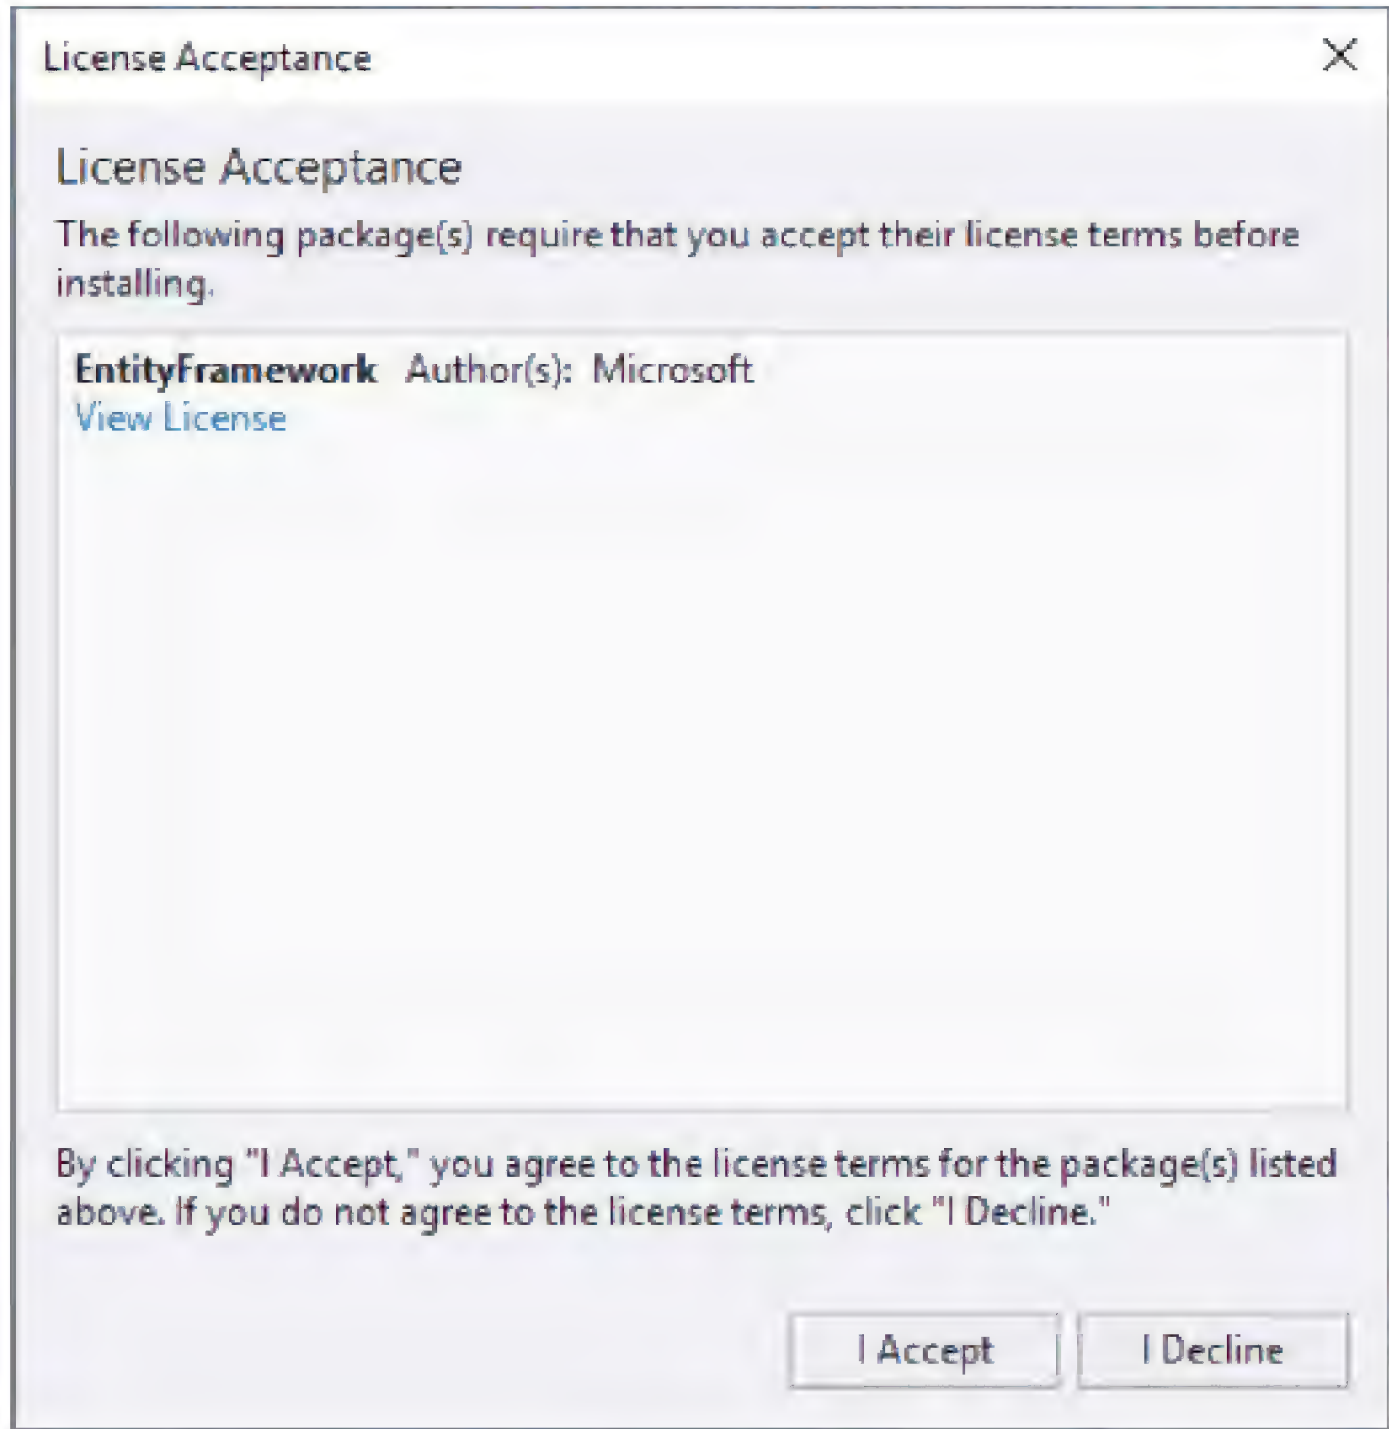 License Acceptance
License Acceptance
The following package(s) require that you accept their license terms before
installing.
EntityFramework Author(s): Microsoft
View License
By clicking "I Accept," you agree to the license terms for the package(s) listed
above. If you do not agree to the license terms, click "I Decline."
I Accept I Decline